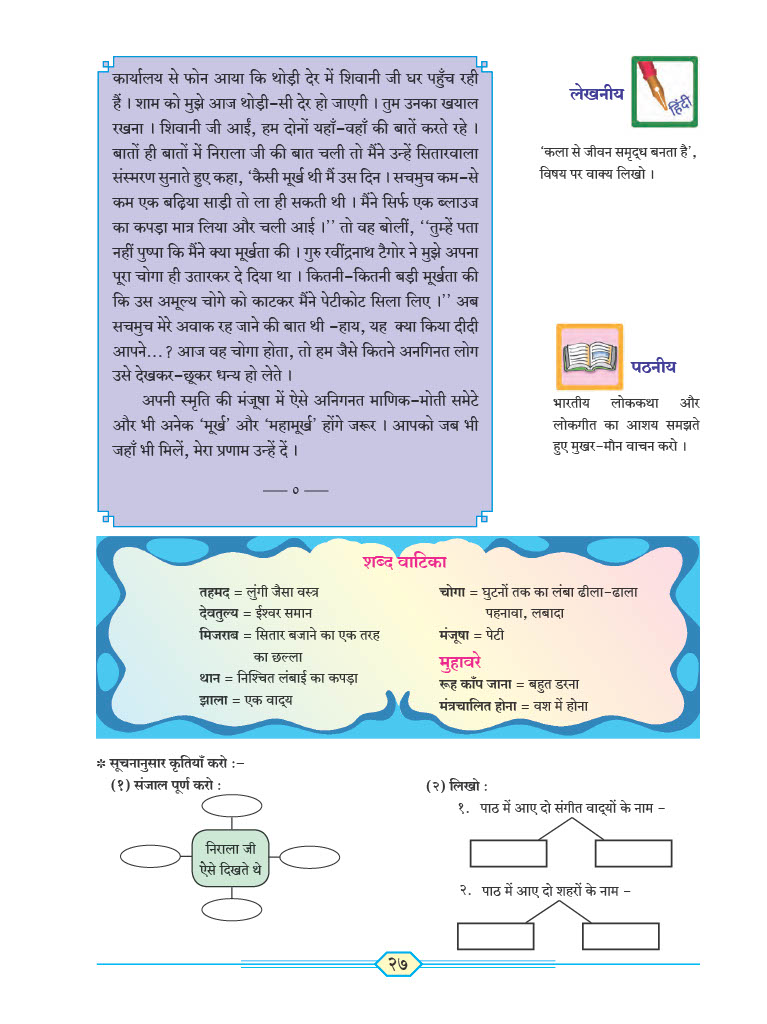 कार्यालय से फोन आया कि थोड़ी देर में शिवानी जी घर पहुँच रही
हैं । शाम को मुझे आज थोड़ी-सी देर हो जाएगी । तुम उनका खयाल
रखना । शिवानी जी आईं, हम दोनों यहाँ-वहाँ की बातें करते रहे ।
बातों ही बातों में निराला जी की बात चली तो मैंने उन्हें सितारवाला
संस्मरण सुनाते हुए कहा, ‘कैसी मूर्ख थी मैं उस दिन । सचमुच कम-से
कम एक बढ़िया साड़ी तो ला ही सकती थी । मैंने सिर्फ एक ब्लाउज
का कपड़ा मात्र लिया और चली आई ।’’ तो वह बोलीं, ‘‘तुम्हें पता
नहीं पुष्पा कि मैंने क्या मूर्खता की । गुरु रवींद्रनाथ टैगोर ने मुझे अपना
पूरा चोगा ही उतारकर दे दिया था । कितनी-कितनी बड़ी मूर्खता की
कि उस अमूल्य चोगे को काटकर मैंने पेटीकोट सिला लिए ।’’ अब
सचमुच मेरे अवाक रह जाने की बात थी -हाय, यह क्या किया दीदी
आपने...? आज वह चोगा होता, तो हम जैसे कितने अनगिनत लोग
उसे देखकर-छूकर धन्य हो लेते ।
अपनी स्मृति की मंजूषा में ऐसे अनिगनत माणिक-मोती समेटे
और भी अनेक ‘मूर्ख’ और ‘महामूर्ख’ होंगे जरूर । आपको जब भी
जहाँ भी मिलें, मेरा प्रणाम उन्हें दें ।
—— ० ——
लेखनीय
हिंदी
‘कला से जीवन समृद्ध बनता है’,
विषय पर वाक्य लिखो ।
पठनीय
भारतीय लोककथा और
लोकगीत का आशय समझते
हुए मुखर-मौन वाचन करो ।
शब्द वाटिका
तहमद = लुंगी जैसा वस्त्र
देवतुल्य = ईश्वर समान
मिजराब = सितार बजाने का एक तरह
का छल्ला
थान = निश्चित लंबाई का कपड़ा
झाला = एक वाद्य
चोगा = घुटनों तक का लंबा ढीला-ढाला
पहनावा, लबादा
मंजूषा = पेटी
मुहावरे
रूह काँप जाना = बहुत डरना
मंत्रचालित होना = वश में होना
* सूचनानुसार कृतियाँ करो :-
(१) संजाल पूर्ण करो :
निराला जी
ऐसे दिखते थे
(२) लिखो :
१. पाठ में आए दो संगीत वाद्यों के नाम -
२. पाठ में आए दो शहरों के नाम -
२७